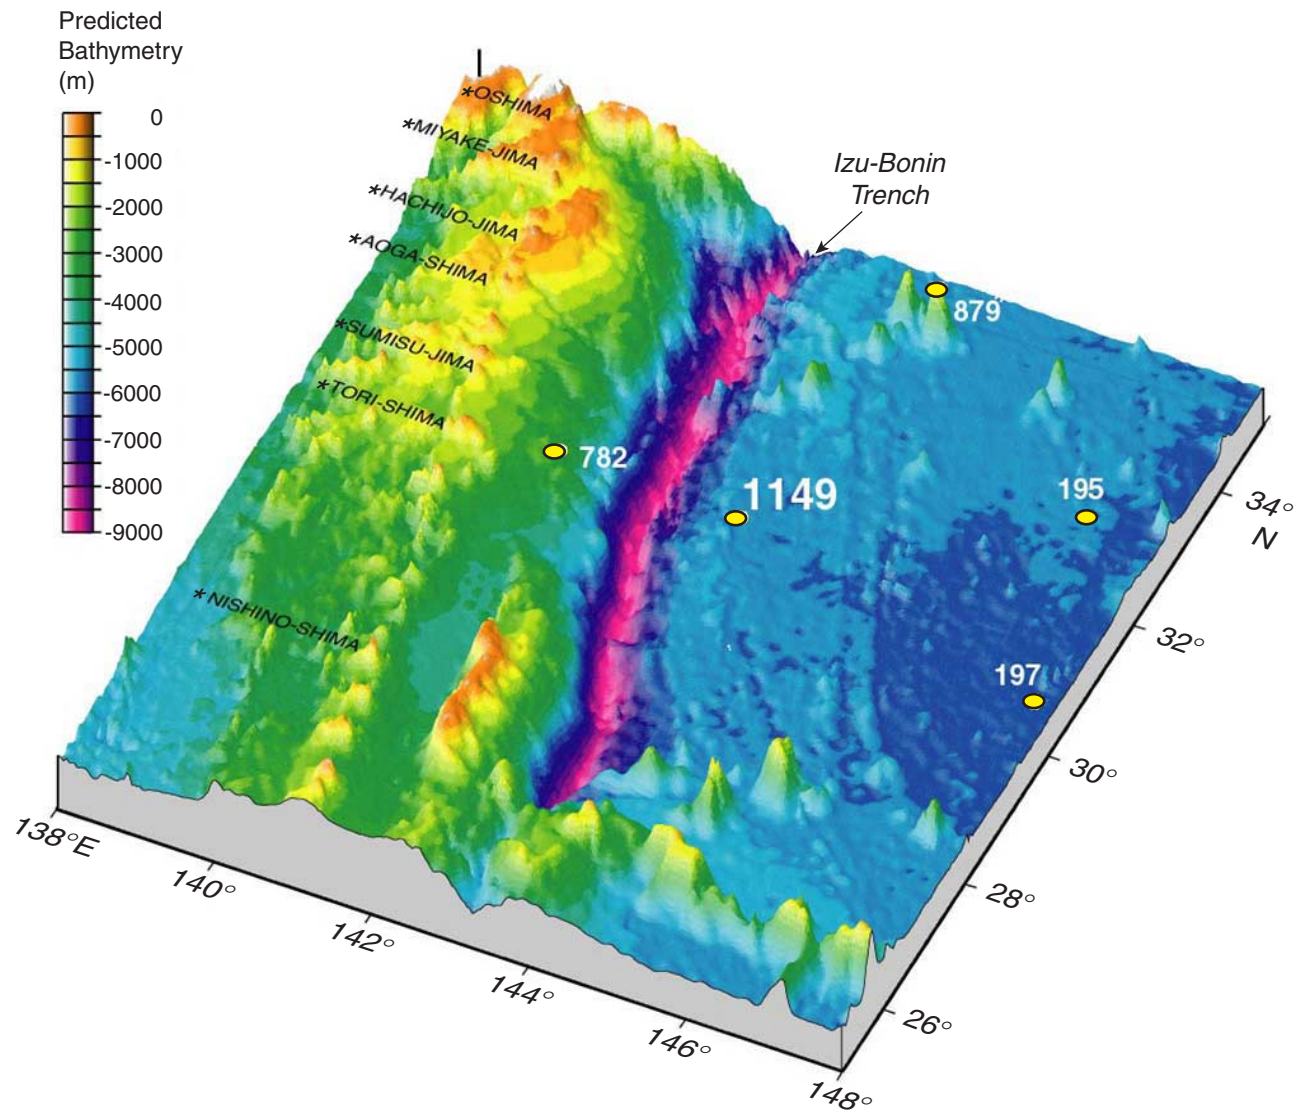 Predicted
Bathymetry
(m)
0
-1000
-2000
-3000
-4000
-5000
-6000
-7000
-8000
-9000
*OSHIMA
*MIYAKE-JIMA
*HACHIJO-JIMA
*AOGA-SHIMA
*SUMISU-JIMA
*TORI-SHIMA
*NISHINO-SHIMA
Izu-Bonin
Trench
879
782
1149
195
197
34°
N
32°
30°
28°
26°
138°E
140°
142°
144°
146°
148°